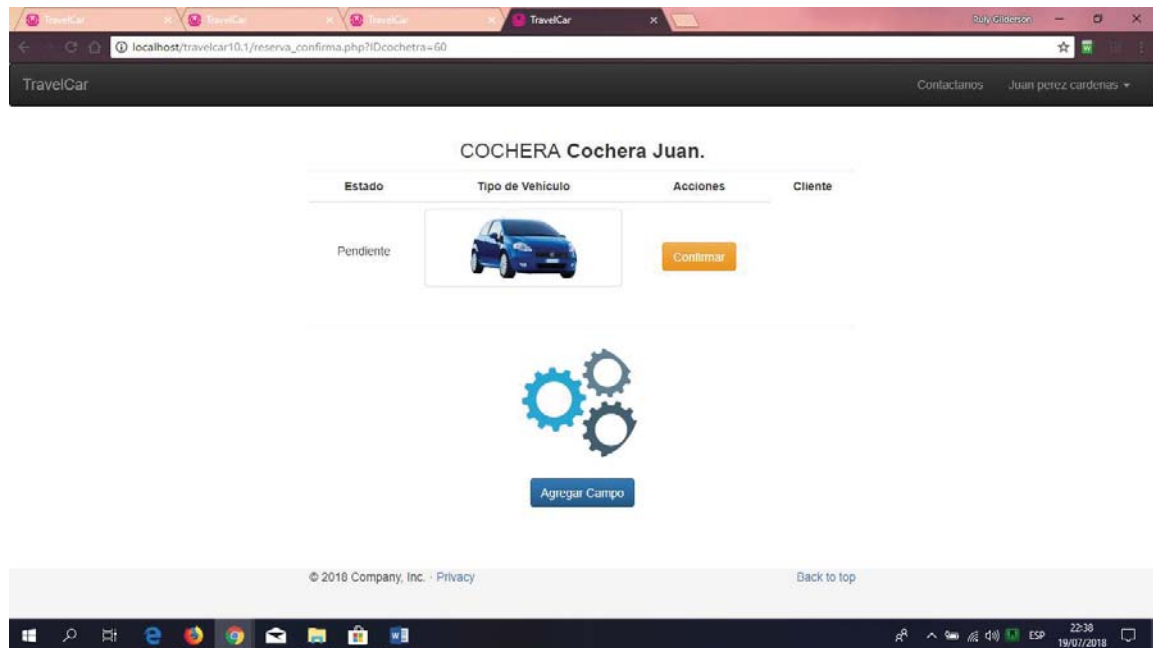 TravelCar TravelCar TravelCar TravelCar Ruly Gilderson
localhost/travelcar10.1/reserva_confirma.php?IDcochetra=60
TravelCar Contactanos Juan perez cardenas
COCHERA Cochera Juan.
Estado Tipo de Vehículo Acciones Cliente
Pendiente Confirmar
Agregar Campo
© 2018 Company, Inc. · Privacy Back to top
ESP 22:38
19/07/2018